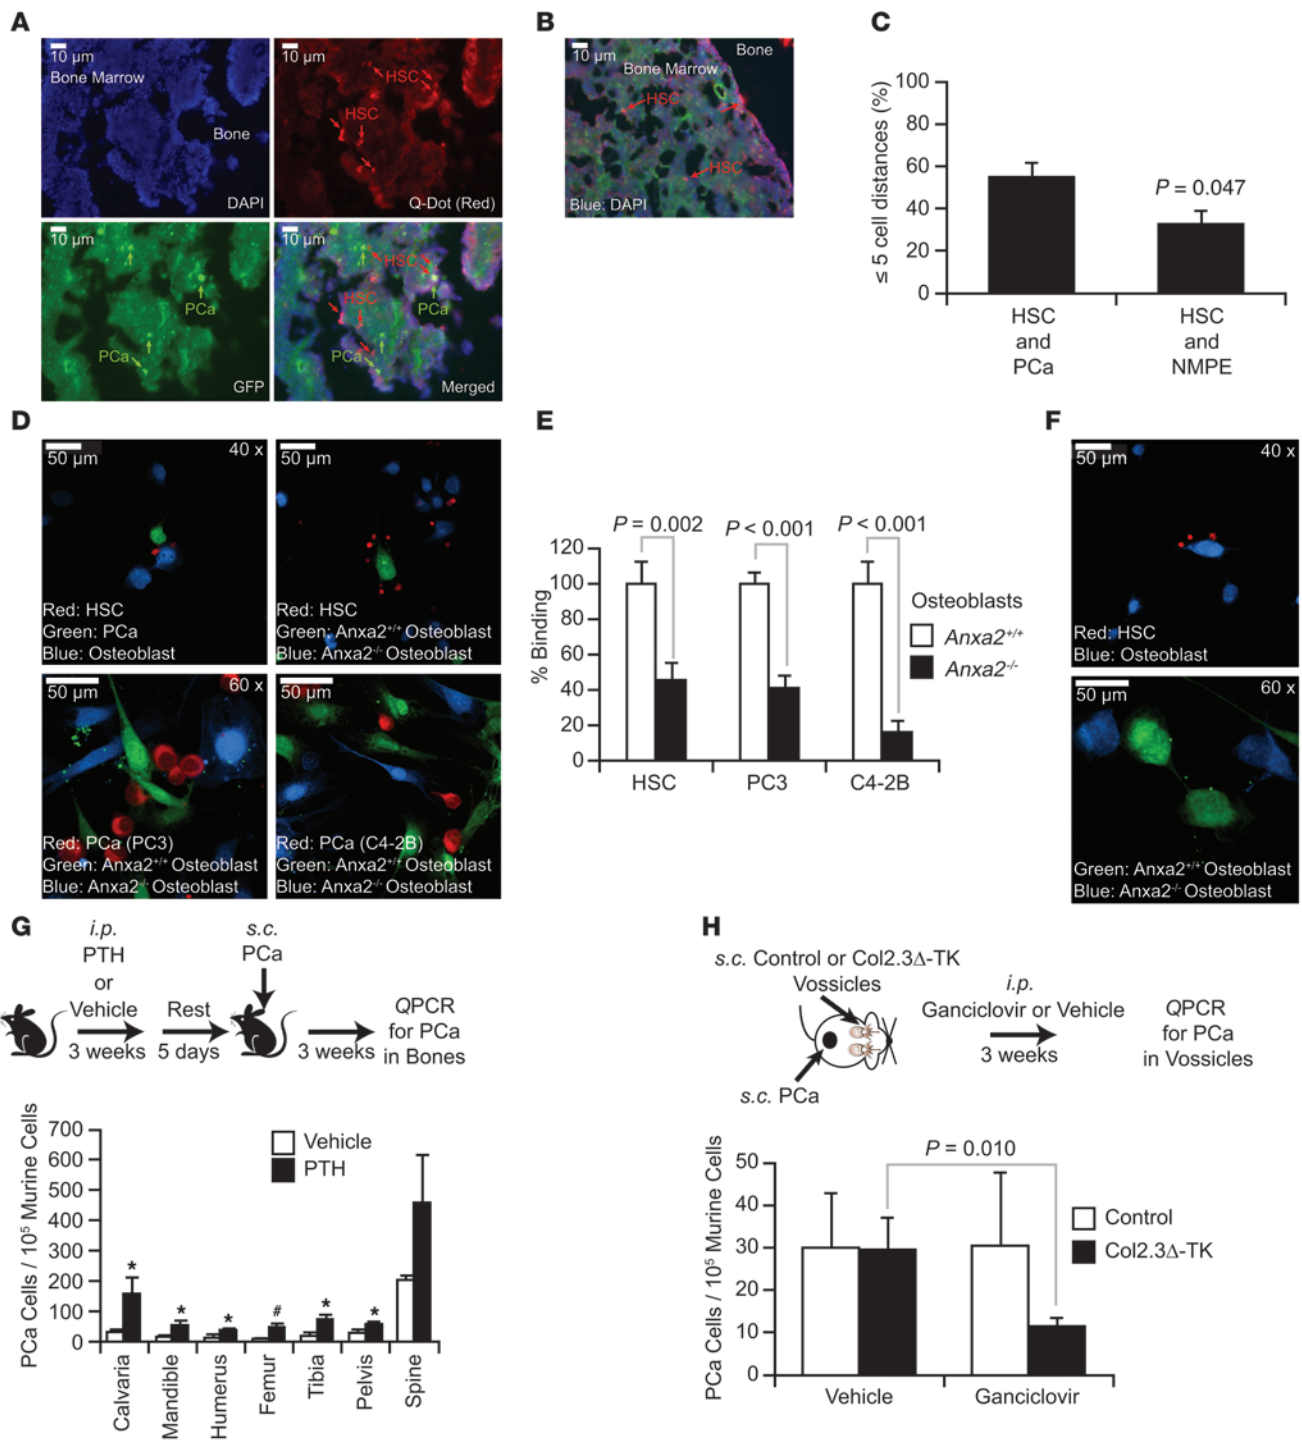 A
10 µm
Bone Marrow
Bone
DAPI
10 µm
HSC
HSC
Q-Dot (Red)
10 µm
PCa
PCa
GFP
10 µm
HSC
HSC
PCa
PCa
Merged
B
10 µm
Bone
Bone Marrow
HSC
HSC
Blue: DAPI
C
≤ 5 cell distances (%)
100
80
60
40
20
0
P = 0.047
HSC
and
PCa
HSC
and
NMPE
D
50 µm
40 x
Red: HSC
Green: PCa
Blue: Osteoblast
50 µm
Red: HSC
Green: Anxa2+/+ Osteoblast
Blue: Anxa2-/- Osteoblast
50 µm
60 x
Red: PCa (PC3)
Green: Anxa2+/+ Osteoblast
Blue: Anxa2-/- Osteoblast
50 µm
Red: PCa (C4-2B)
Green: Anxa2+/+ Osteoblast
Blue: Anxa2-/- Osteoblast
E
% Binding
120
100
80
60
40
20
0
P = 0.002
P < 0.001
P < 0.001
HSC
PC3
C4-2B
Osteoblasts
Anxa2+/+
Anxa2-/-
F
50 µm
40 x
Red: HSC
Blue: Osteoblast
50 µm
60 x
Green: Anxa2+/+ Osteoblast
Blue: Anxa2-/- Osteoblast
G
i.p.
PTH
or
Vehicle
3 weeks
Rest
5 days
s.c.
PCa
3 weeks
QPCR
for PCa
in Bones
PCa Cells / 10⁵ Murine Cells
700
600
500
400
300
200
100
0
Vehicle
PTH
*
*
*
#
*
*
Calvaria
Mandible
Humerus
Femur
Tibia
Pelvis
Spine
H
s.c. Control or Col2.3Δ-TK
Vossicles
s.c. PCa
i.p.
Ganciclovir or Vehicle
3 weeks
QPCR
for PCa
in Vossicles
PCa Cells / 10⁵ Murine Cells
50
40
30
20
10
0
P = 0.010
Control
Col2.3Δ-TK
Vehicle
Ganciclovir